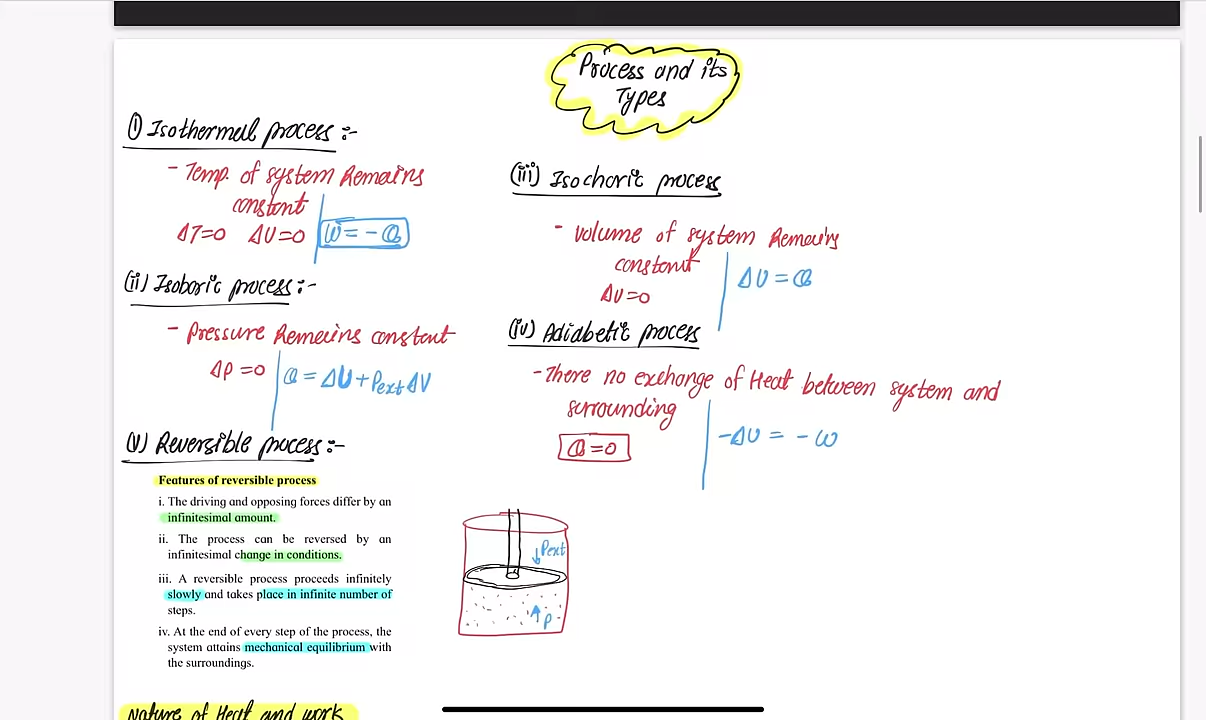 Process and its
Types
(i) Isothermal process :-
- Temp. of system Remains
constant
ΔT=0 ΔU=0 W = -Q
(ii) Isobaric process :-
- Pressure Remains constant
ΔP=0 Q = ΔU + Pext ΔV
(v) Reversible process :-
Features of reversible process
i. The driving and opposing forces differ by an
infinitesimal amount.
ii. The process can be reversed by an
infinitesimal change in conditions.
iii. A reversible process proceeds infinitely
slowly and takes place in infinite number of
steps.
iv. At the end of every step of the process, the
system attains mechanical equilibrium with
the surroundings.
(iii) Isochoric process
- Volume of system Remains
constant
ΔV=0 ΔU = Q
(iv) Adiabetic process
- There no exchange of Heat between system and
surrounding
Q=0 -ΔU = -W
Pext
P
Nature of Heat and work